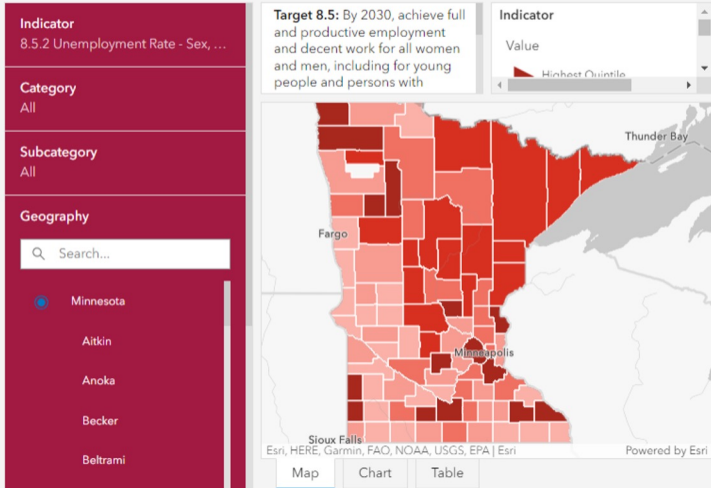 Indicator
8.5.2 Unemployment Rate - Sex, ...
Category
All
Subcategory
All
Geography
Search...
Minnesota
Aitkin
Anoka
Becker
Beltrami
Target 8.5: By 2030, achieve full
and productive employment
and decent work for all women
and men, including for young
people and persons with
Indicator
Value
Highest Quintile
Thunder Bay
Fargo
Minneapolis
Sioux Falls
Esri, HERE, Garmin, FAO, NOAA, USGS, EPA | Esri
Powered by Esri
Map
Chart
Table